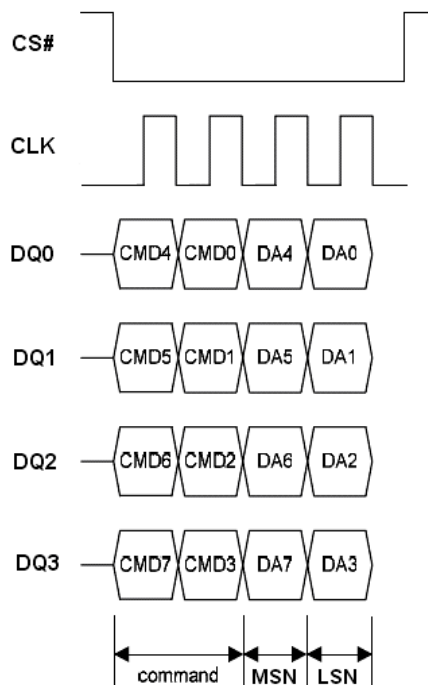 CS#
CLK
DQ0 CMD4 CMD0 DA4 DA0
DQ1 CMD5 CMD1 DA5 DA1
DQ2 CMD6 CMD2 DA6 DA2
DQ3 CMD7 CMD3 DA7 DA3
command MSN LSN